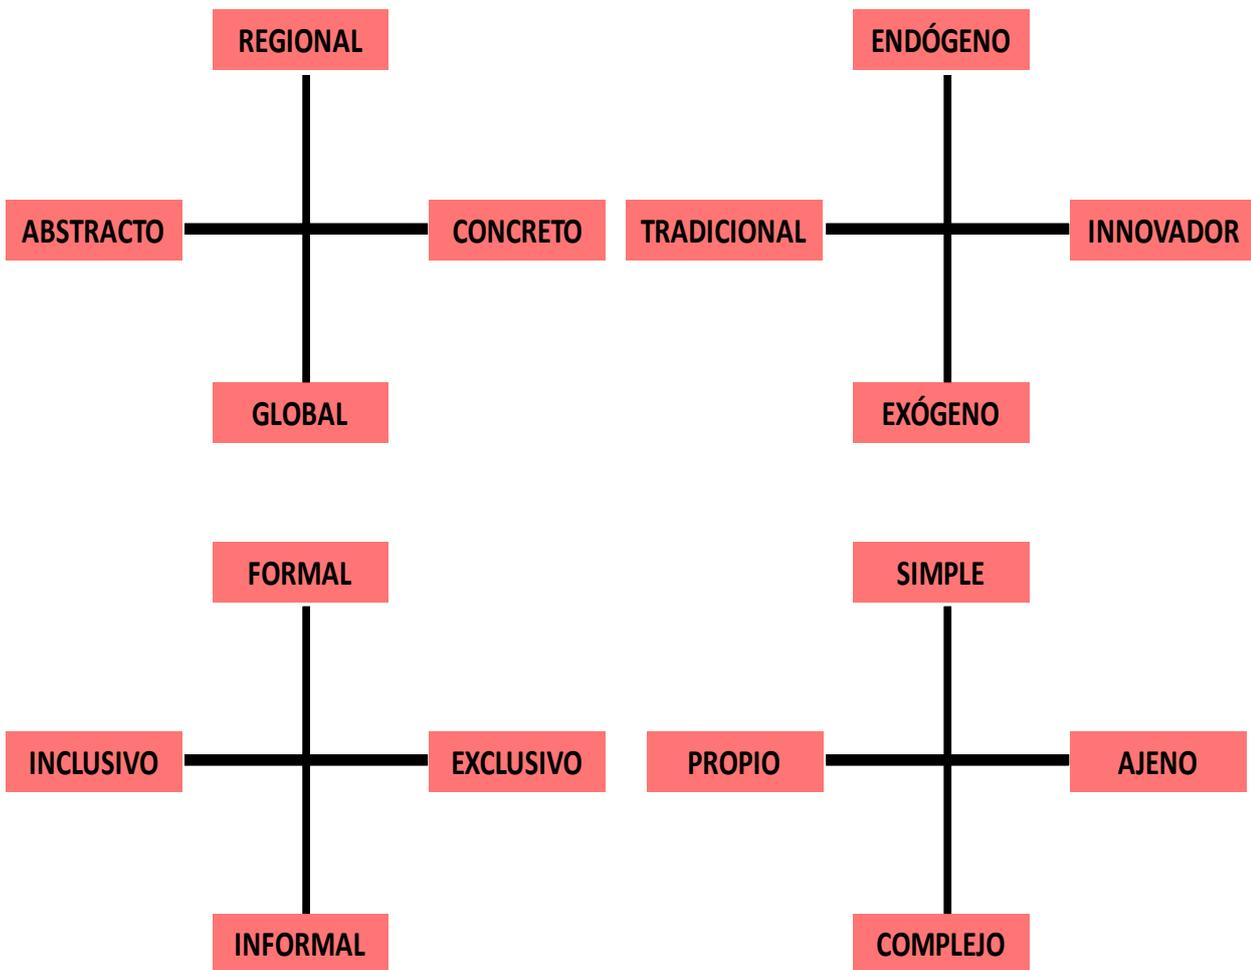 REGIONAL
ABSTRACTO
CONCRETO
GLOBAL
ENDÓGENO
TRADICIONAL
INNOVADOR
EXÓGENO
FORMAL
INCLUSIVO
EXCLUSIVO
INFORMAL
SIMPLE
PROPIO
AJENO
COMPLEJO